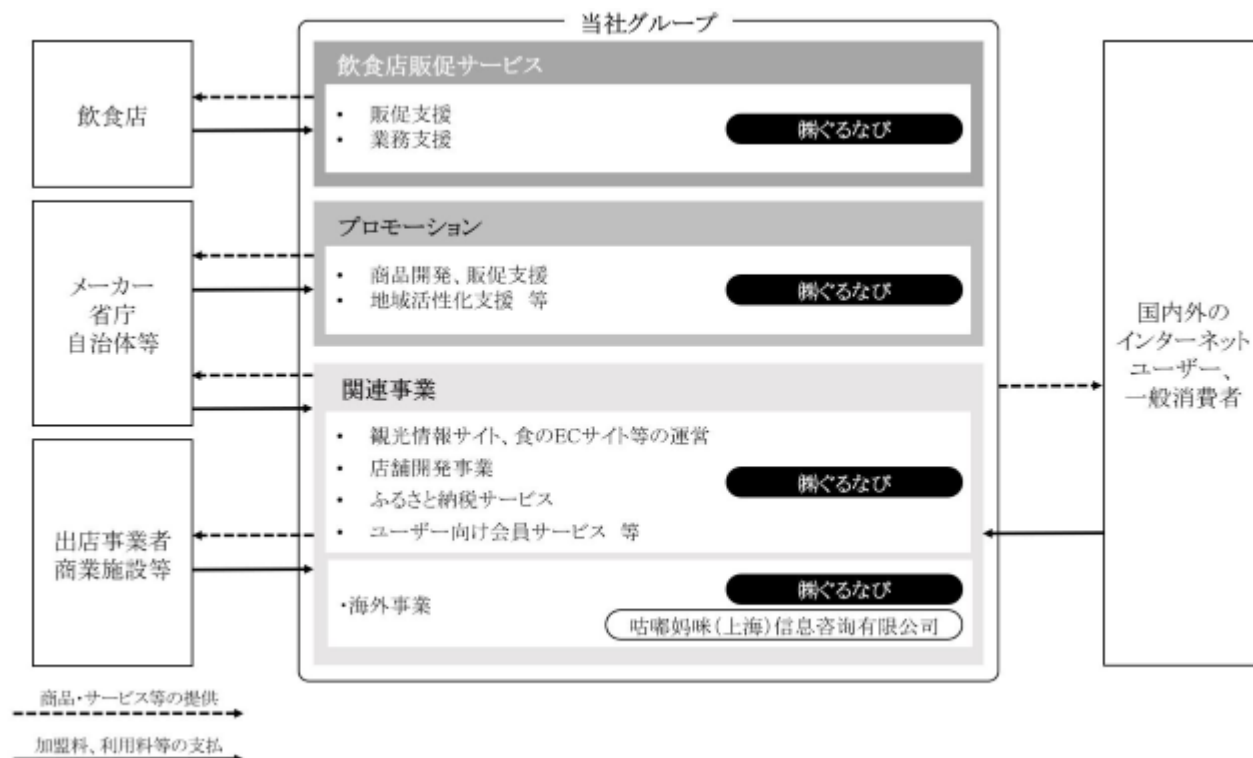 当社グループ
飲食店
飲食店販促サービス
・ 販促支援
・ 業務支援
㈱ぐるなび
メーカー
省庁
自治体等
プロモーション
・ 商品開発、販促支援
・ 地域活性化支援 等
㈱ぐるなび
関連事業
・ 観光情報サイト、食のECサイト等の運営
・ 店舗開発事業
・ ふるさと納税サービス
・ ユーザー向け会員サービス 等
㈱ぐるなび
出店事業者
商業施設等
・海外事業
㈱ぐるなび
咕嘟妈咪(上海)信息咨询有限公司
国内外の
インターネット
ユーザー、
一般消費者
商品・サービス等の提供
加盟料、利用料等の支払